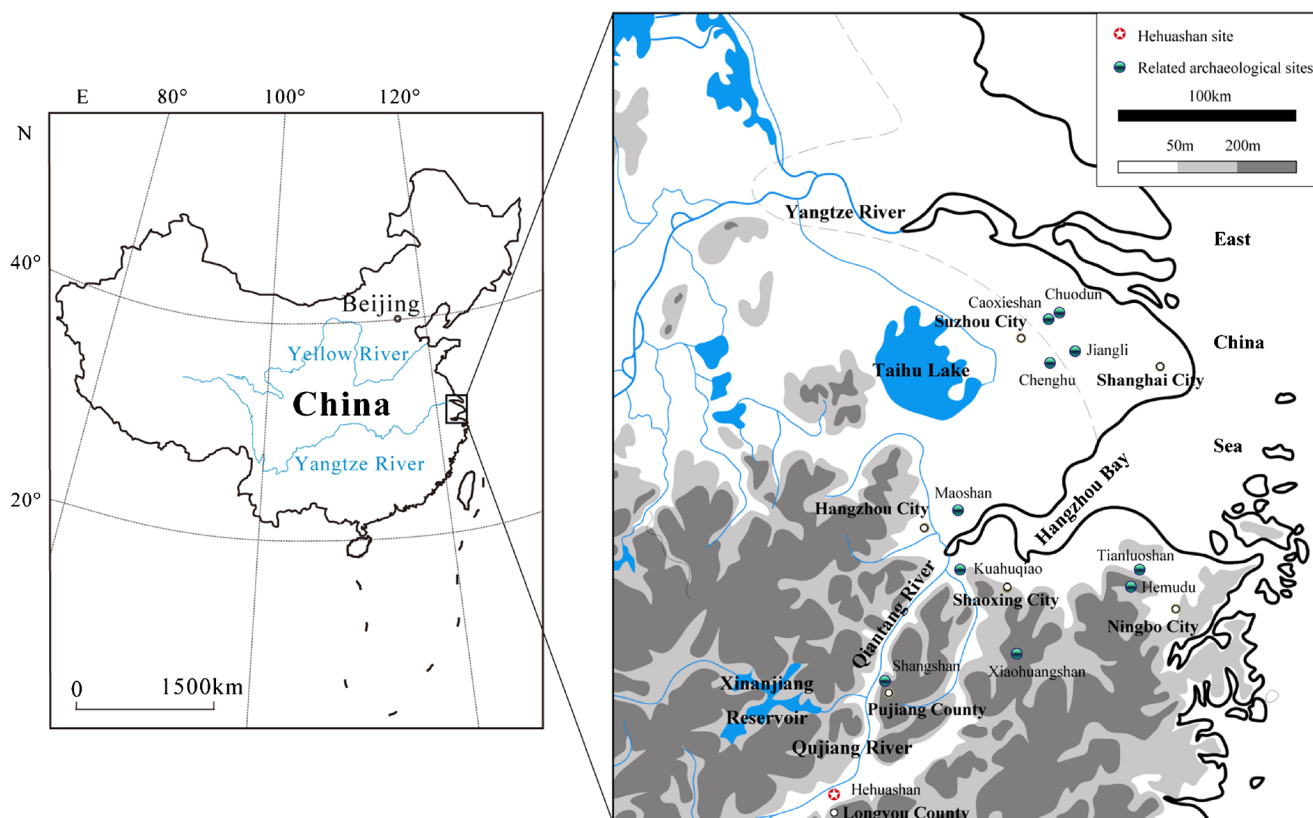 E
80°
100°
120°
N
40°
20°
Beijing
Yellow River
China
Yangtze River
0
1500km
Hehuashan site
Related archaeological sites
100km
50m
200m
Yangtze River
East
China
Sea
Caoxieshan
Chuodun
Suzhou City
Jiangli
Chenghu
Shanghai City
Taihu Lake
Hangzhou Bay
Maoshan
Hangzhou City
Kuahuqiao
Shaoxing City
Tianluoshan
Hemudu
Ningbo City
Qiantang River
Xiaohuangshan
Shangshan
Pujiang County
Xinanjiang
Reservoir
Qujiang River
Hehuashan
Longyou County